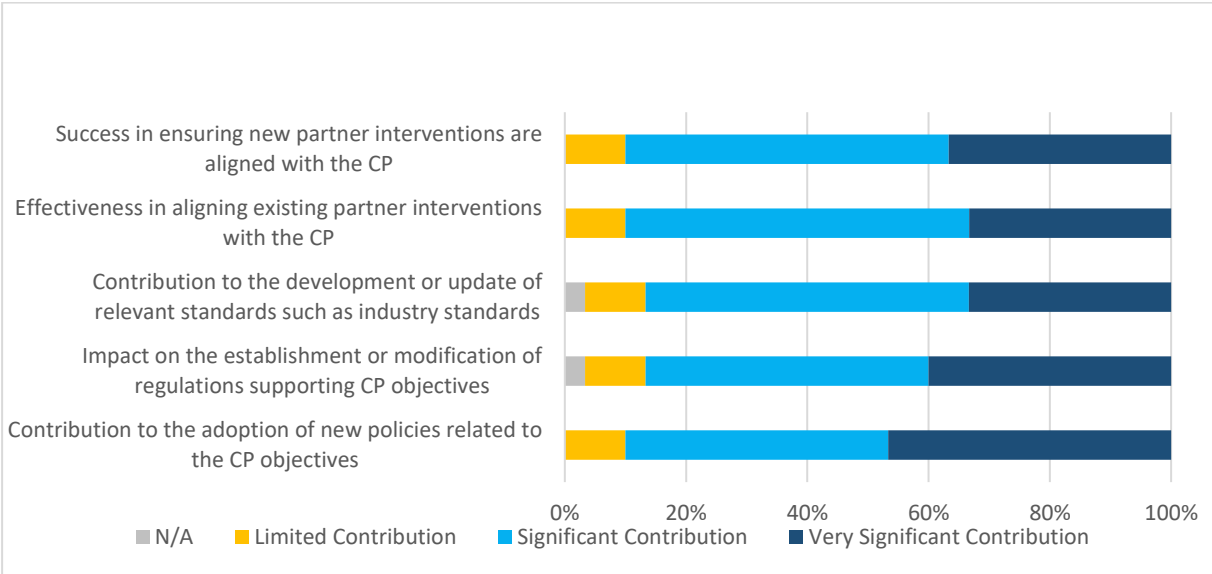 Success in ensuring new partner interventions are
aligned with the CP
Effectiveness in aligning existing partner interventions
with the CP
Contribution to the development or update of
relevant standards such as industry standards
Impact on the establishment or modification of
regulations supporting CP objectives
Contribution to the adoption of new policies related to
the CP objectives
0% 20% 40% 60% 80% 100%
N/A Limited Contribution Significant Contribution Very Significant Contribution